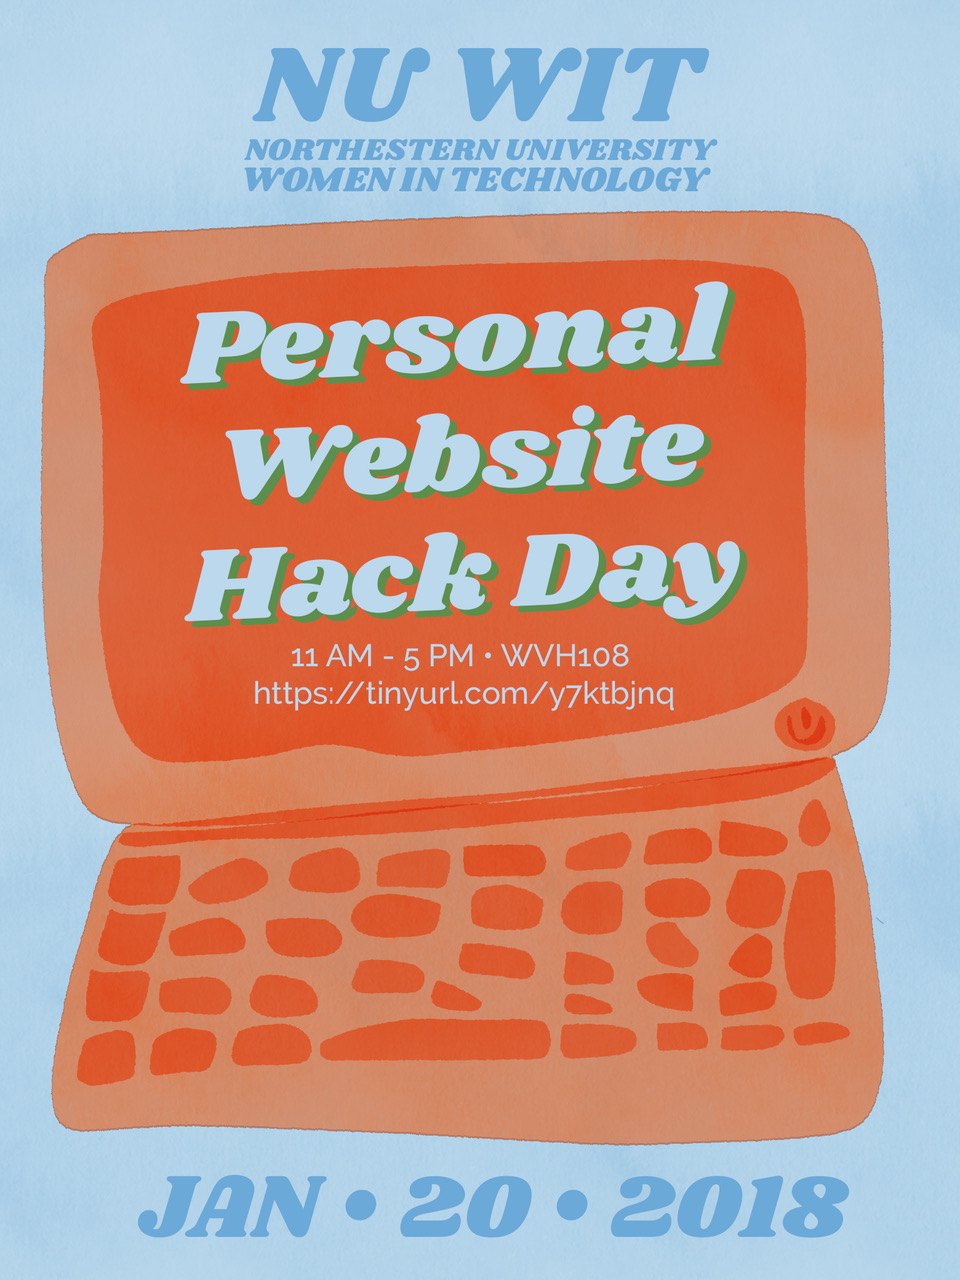 NU WIT
NORTHESTERN UNIVERSITY
WOMEN IN TECHNOLOGY
Personal
Website
Hack Day
11 AM - 5 PM • WVH108
https://tinyurl.com/y7ktbjnq
JAN • 20 • 2018